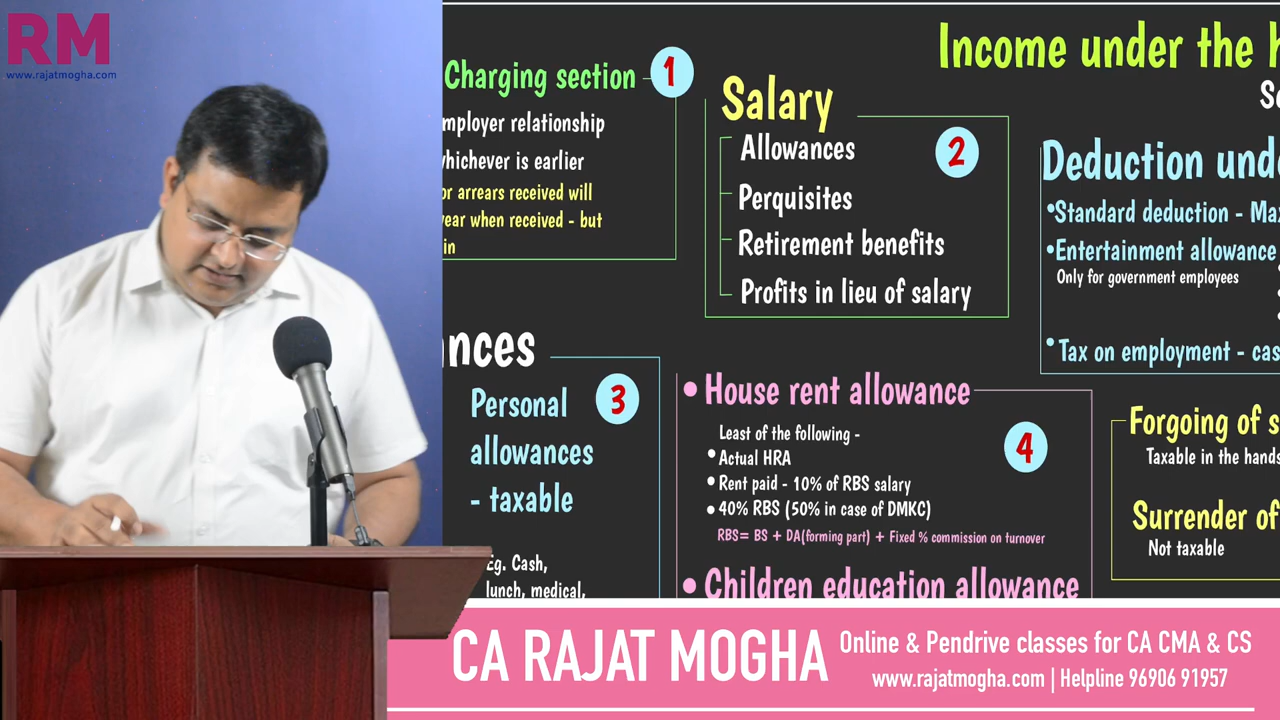 RM
www.rajatmogha.com
Income under the h
Charging section
1
mployer relationship
whichever is earlier
or arrears received will
year when received - but
in
Salary
2
Allowances
Perquisites
Retirement benefits
Profits in lieu of salary
Deduction unde
•Standard deduction - Ma
•Entertainment allowance
Only for government employees
•Tax on employment - cas
nces
Personal
allowances
- taxable
3
Eg. Cash,
lunch, medical,
• House rent allowance
4
Least of the following -
• Actual HRA
• Rent paid - 10% of RBS salary
• 40% RBS (50% in case of DMKC)
RBS= BS + DA(forming part) + Fixed % commission on turnover
• Children education allowance
Forgoing of s
Taxable in the hands
Surrender of
Not taxable
CA RAJAT MOGHA
Online & Pendrive classes for CA CMA & CS
www.rajatmogha.com | Helpline 96906 91957